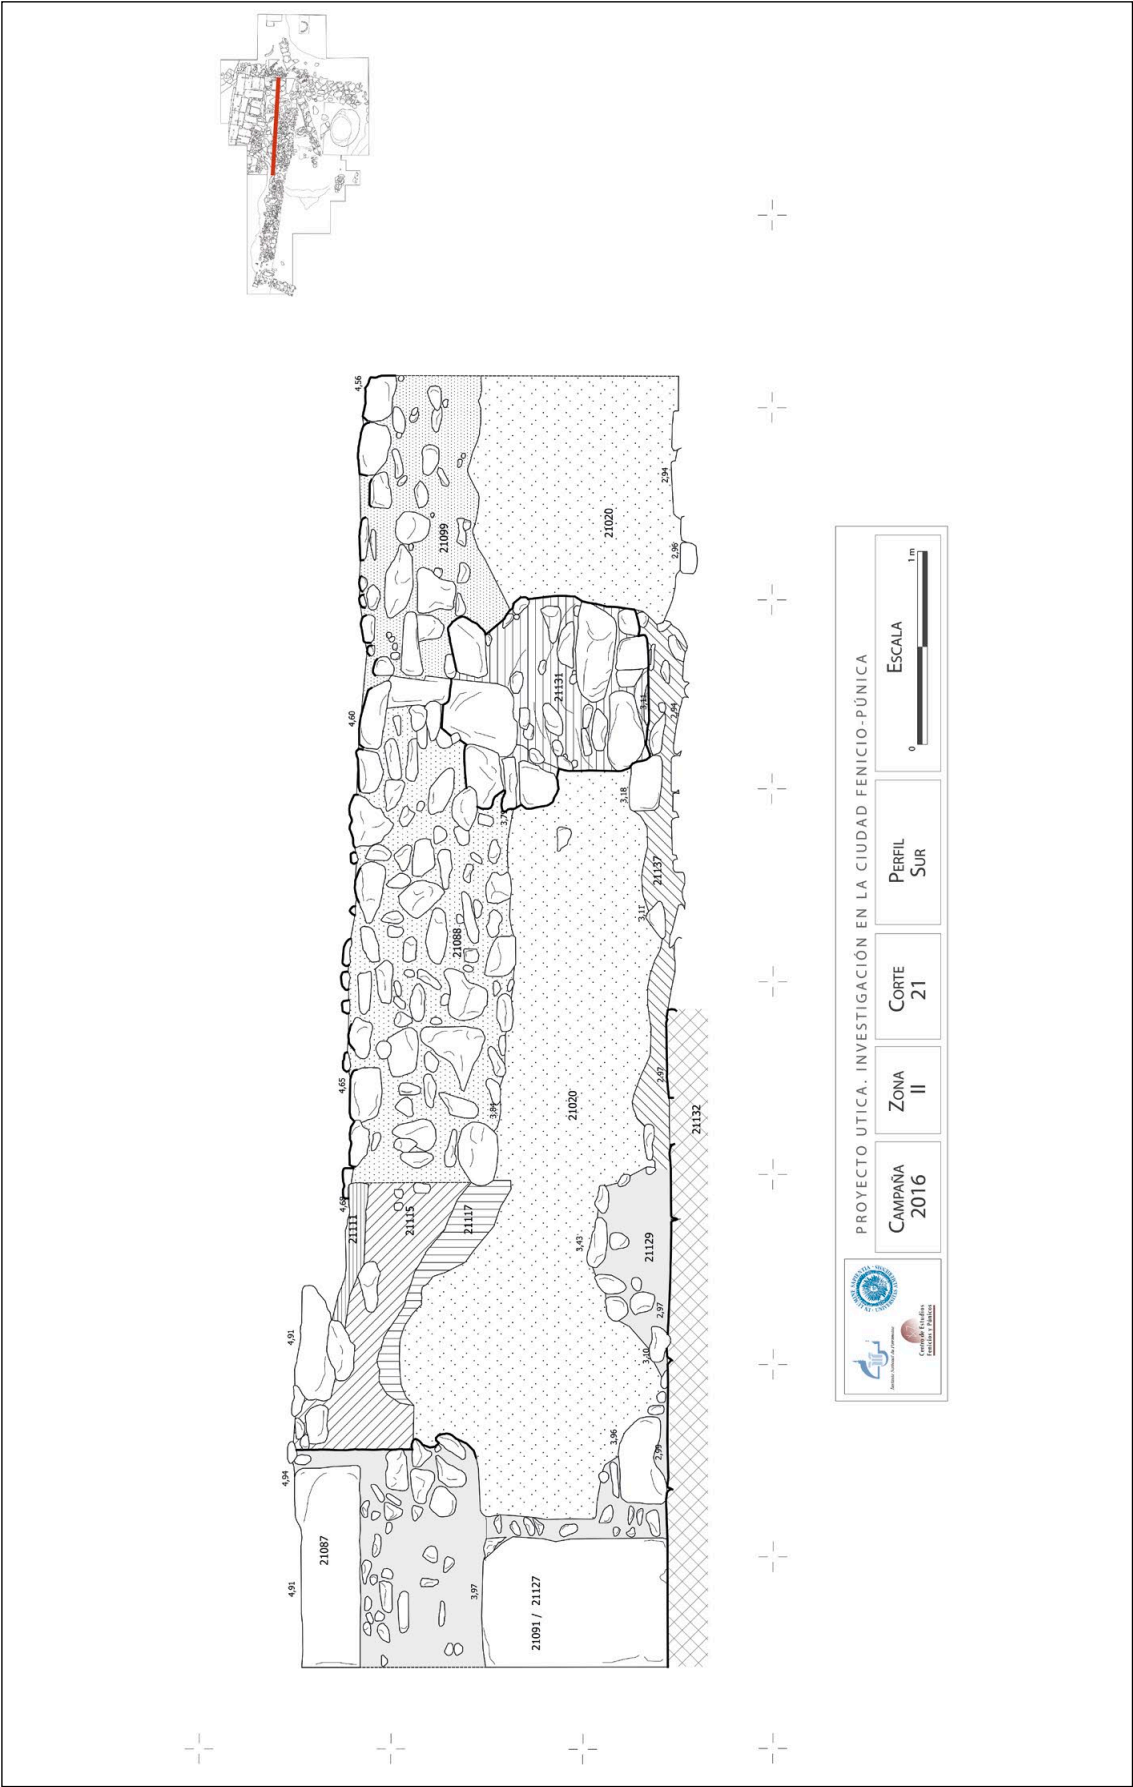 4,91
4,94
4,91
4,65
4,60
4,56
21087
21111
21115
21088
21099
21117
3,97
21091 / 21127
21020
21131
21020
3,43
3,96
3,18
3,11
3,11
21129
21137
2,99
3,10
2,97
2,97
2,94
2,96
2,94
21132
PROYECTO UTICA. INVESTIGACIÓN EN LA CIUDAD FENICIO-PÚNICA
Centro de Estudios
Fenicios y Púnicos
CAMPAÑA
2016
ZONA
II
CORTE
21
PERFIL
SUR
ESCALA
0
1 m